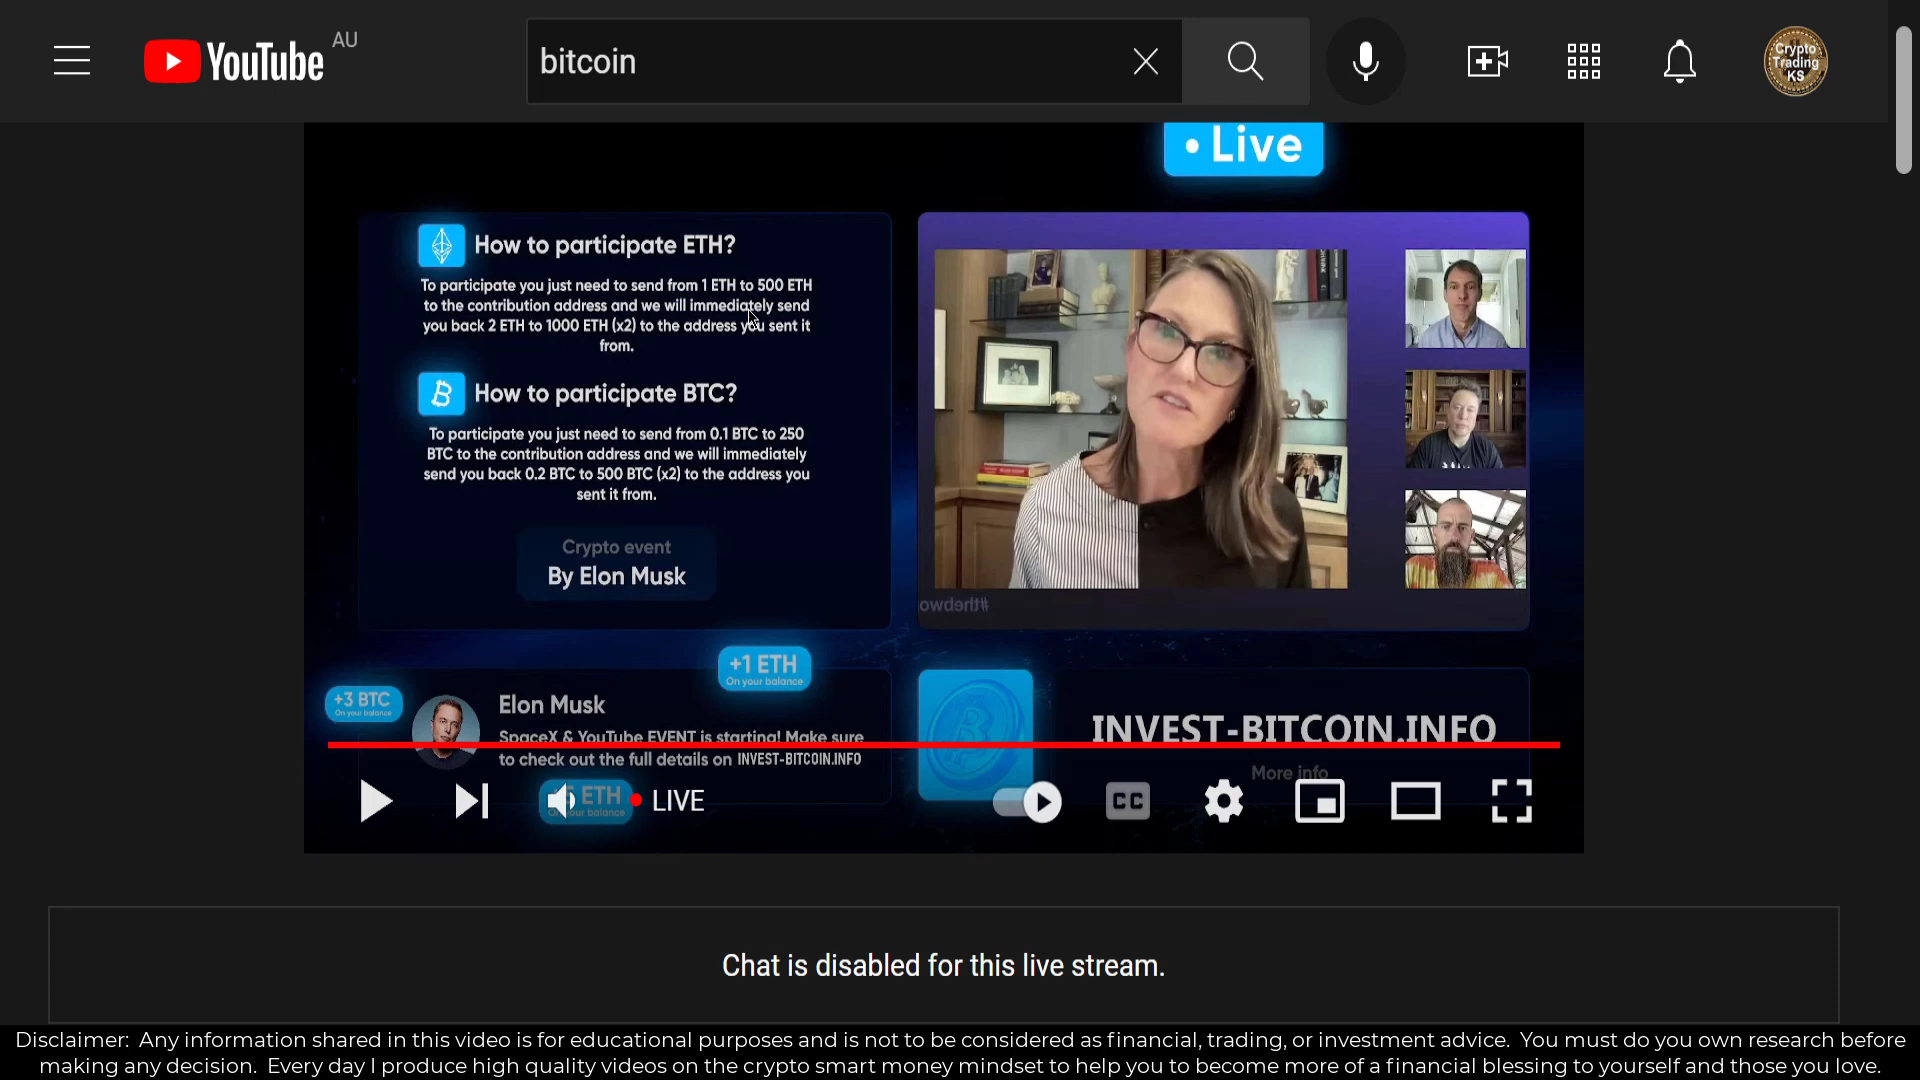 YouTube AU
bitcoin
Crypto
Trading
KS
• Live
How to participate ETH?
To participate you just need to send from 1 ETH to 500 ETH
to the contribution address and we will immediately send
you back 2 ETH to 1000 ETH (x2) to the address you sent it
from.
How to participate BTC?
To participate you just need to send from 0.1 BTC to 250
BTC to the contribution address and we will immediately
send you back 0.2 BTC to 500 BTC (x2) to the address you
sent it from.
Crypto event
By Elon Musk
+1 ETH
On your balance
+3 BTC
On your balance
Elon Musk
SpaceX & YouTube EVENT is starting! Make sure
to check out the full details on INVEST-BITCOIN.INFO
INVEST-BITCOIN.INFO
More info
ETH
your balance
LIVE
CC
Chat is disabled for this live stream.
Disclaimer: Any information shared in this video is for educational purposes and is not to be considered as financial, trading, or investment advice. You must do you own research before
making any decision. Every day I produce high quality videos on the crypto smart money mindset to help you to become more of a financial blessing to yourself and those you love.